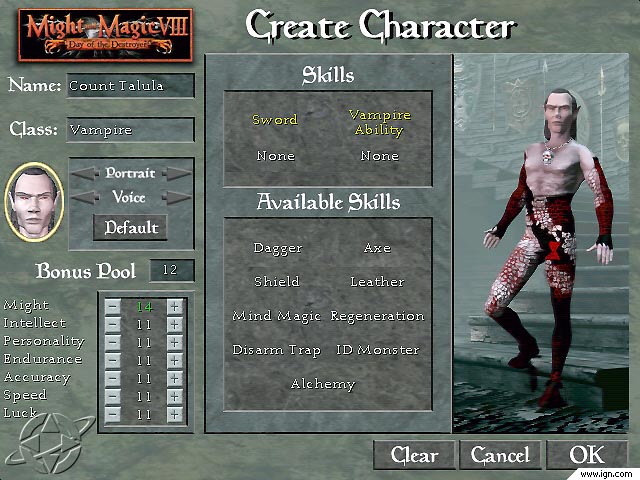 Might and Magic VIII
Day of the Destroyer
Create Character
Name: Count Talula
Class: Vampire
Portrait
Voice
Default
Bonus Pool 12
Might - 14 +
Intellect - 11 +
Personality - 11 +
Endurance - 11 +
Accuracy - 11 +
Speed - 11 +
Luck - 11 +
Skills
Sword Vampire
Ability
None None
Available Skills
Dagger Axe
Shield Leather
Mind Magic Regeneration
Disarm Trap ID Monster
Alchemy
Clear Cancel OK
www.ign.com